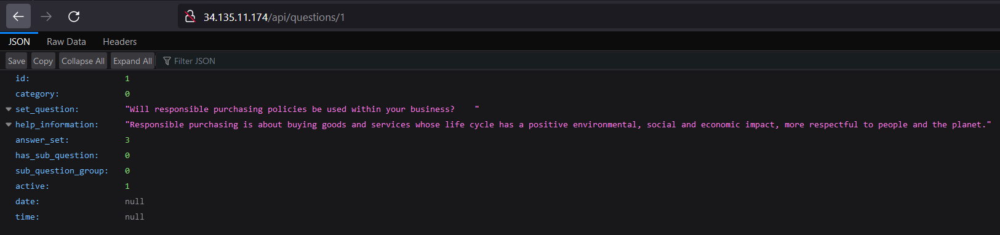 34.135.11.174/api/questions/1
JSON Raw Data Headers
Save Copy Collapse All Expand All Filter JSON
id: 1
category: 0
set_question: "Will responsible purchasing policies be used within your business?    "
help_information: "Responsible purchasing is about buying goods and services whose life cycle has a positive environmental, social and economic impact, more respectful to people and the planet."
answer_set: 3
has_sub_question: 0
sub_question_group: 0
active: 1
date: null
time: null